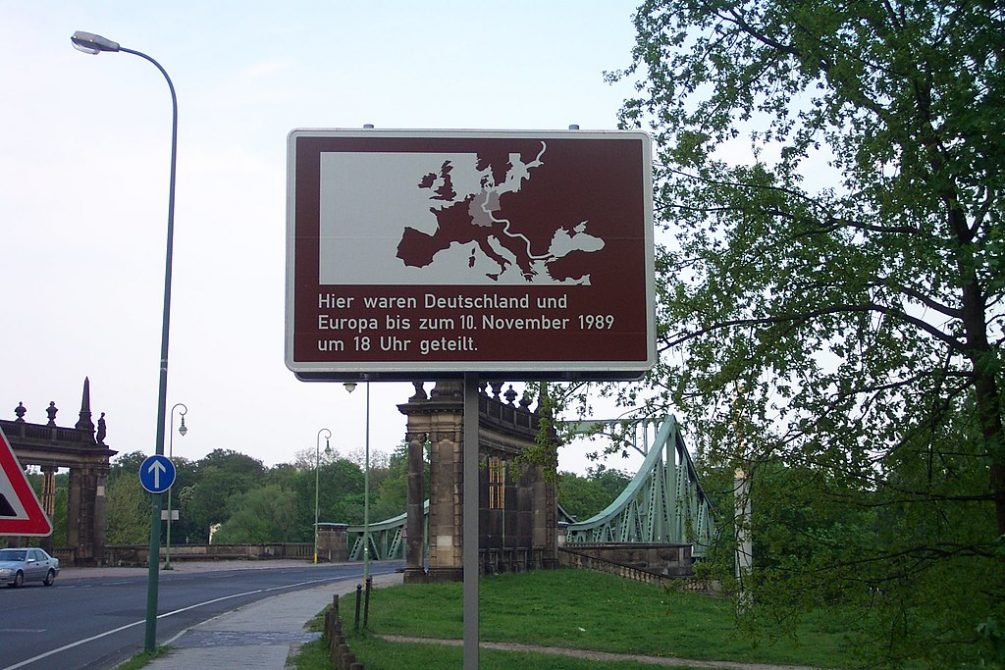 Hier waren Deutschland und
Europa bis zum 10. November 1989
um 18 Uhr geteilt.